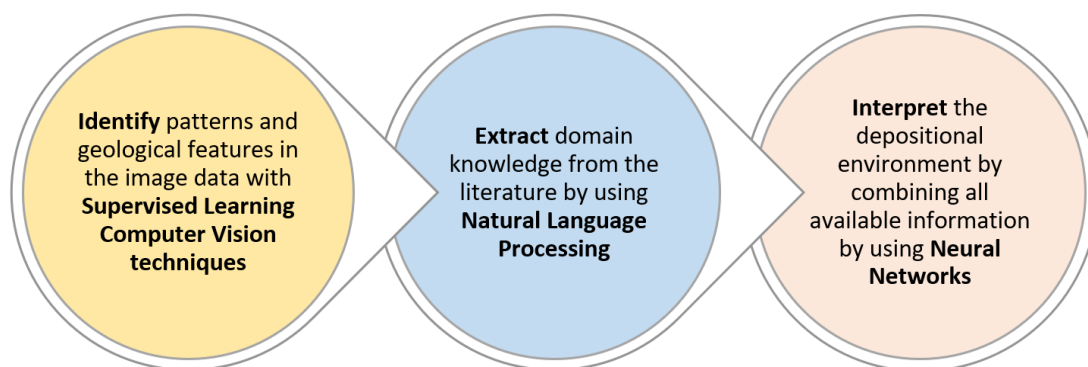 Identify patterns and
geological features in
the image data with
Supervised Learning
Computer Vision
techniques
Extract domain
knowledge from the
literature by using
Natural Language
Processing
Interpret the
depositional
environment by
combining all
available information
by using Neural
Networks